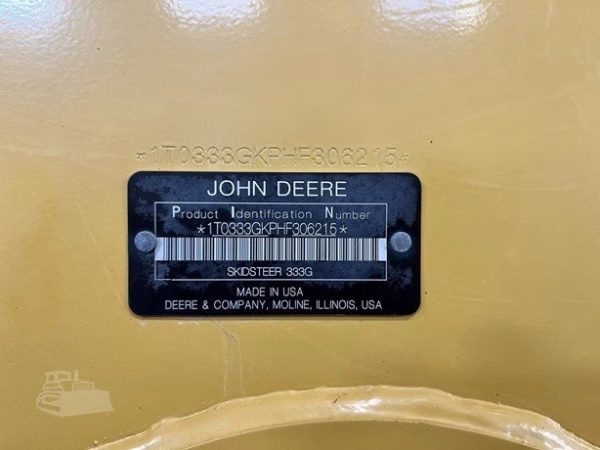 *1T0333GKPHF306215*
JOHN DEERE
Product Identification Number
*1T0333GKPHF306215*
SKIDSTEER 333G
MADE IN USA
DEERE & COMPANY, MOLINE, ILLINOIS, USA